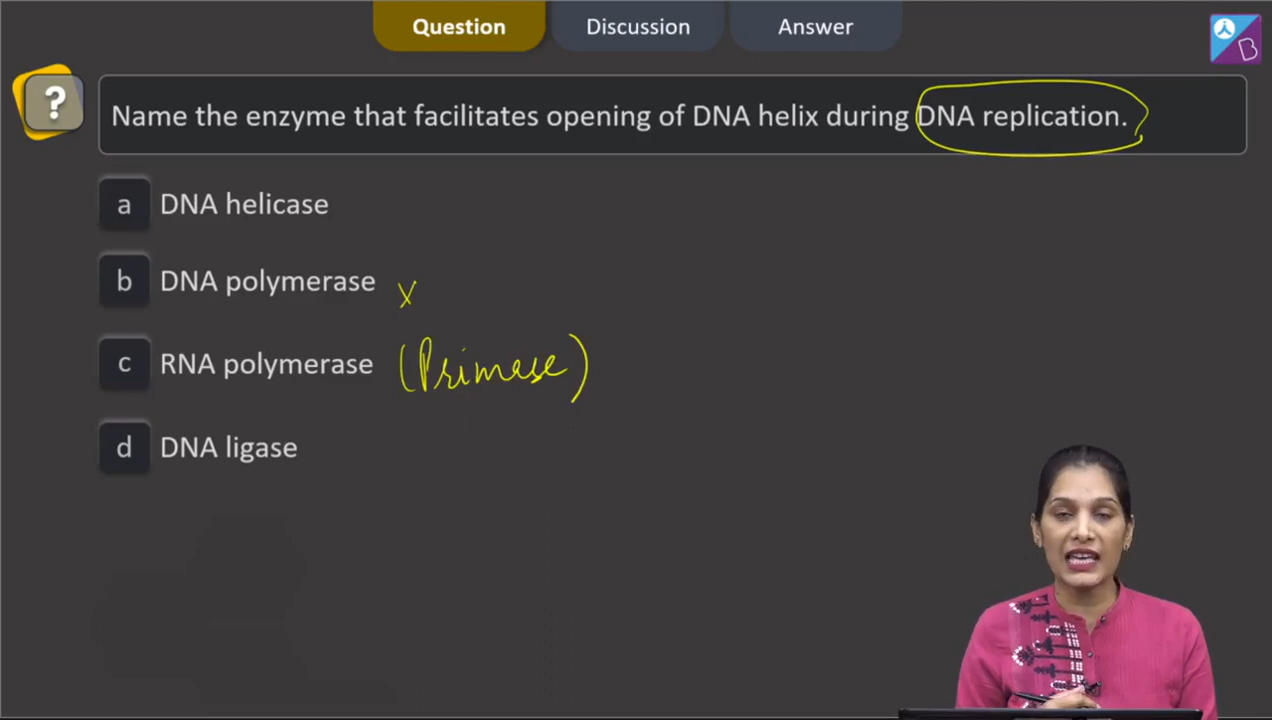 Question Discussion Answer
B
?
Name the enzyme that facilitates opening of DNA helix during DNA replication.
a DNA helicase
b DNA polymerase x
c RNA polymerase (Primase)
d DNA ligase